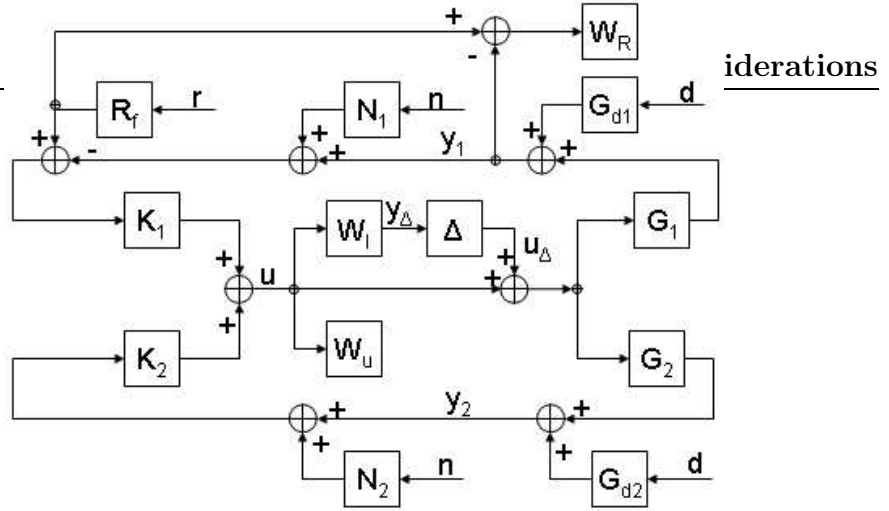 +
-
W_R
iderations
R_f
r
N_1
n
G_d1
d
+
-
+
+
y_1
+
+
K_1
W_I
y_Δ
Δ
u_Δ
G_1
+
u
+
+
+
K_2
W_u
G_2
+
+
y_2
+
+
N_2
n
G_d2
d